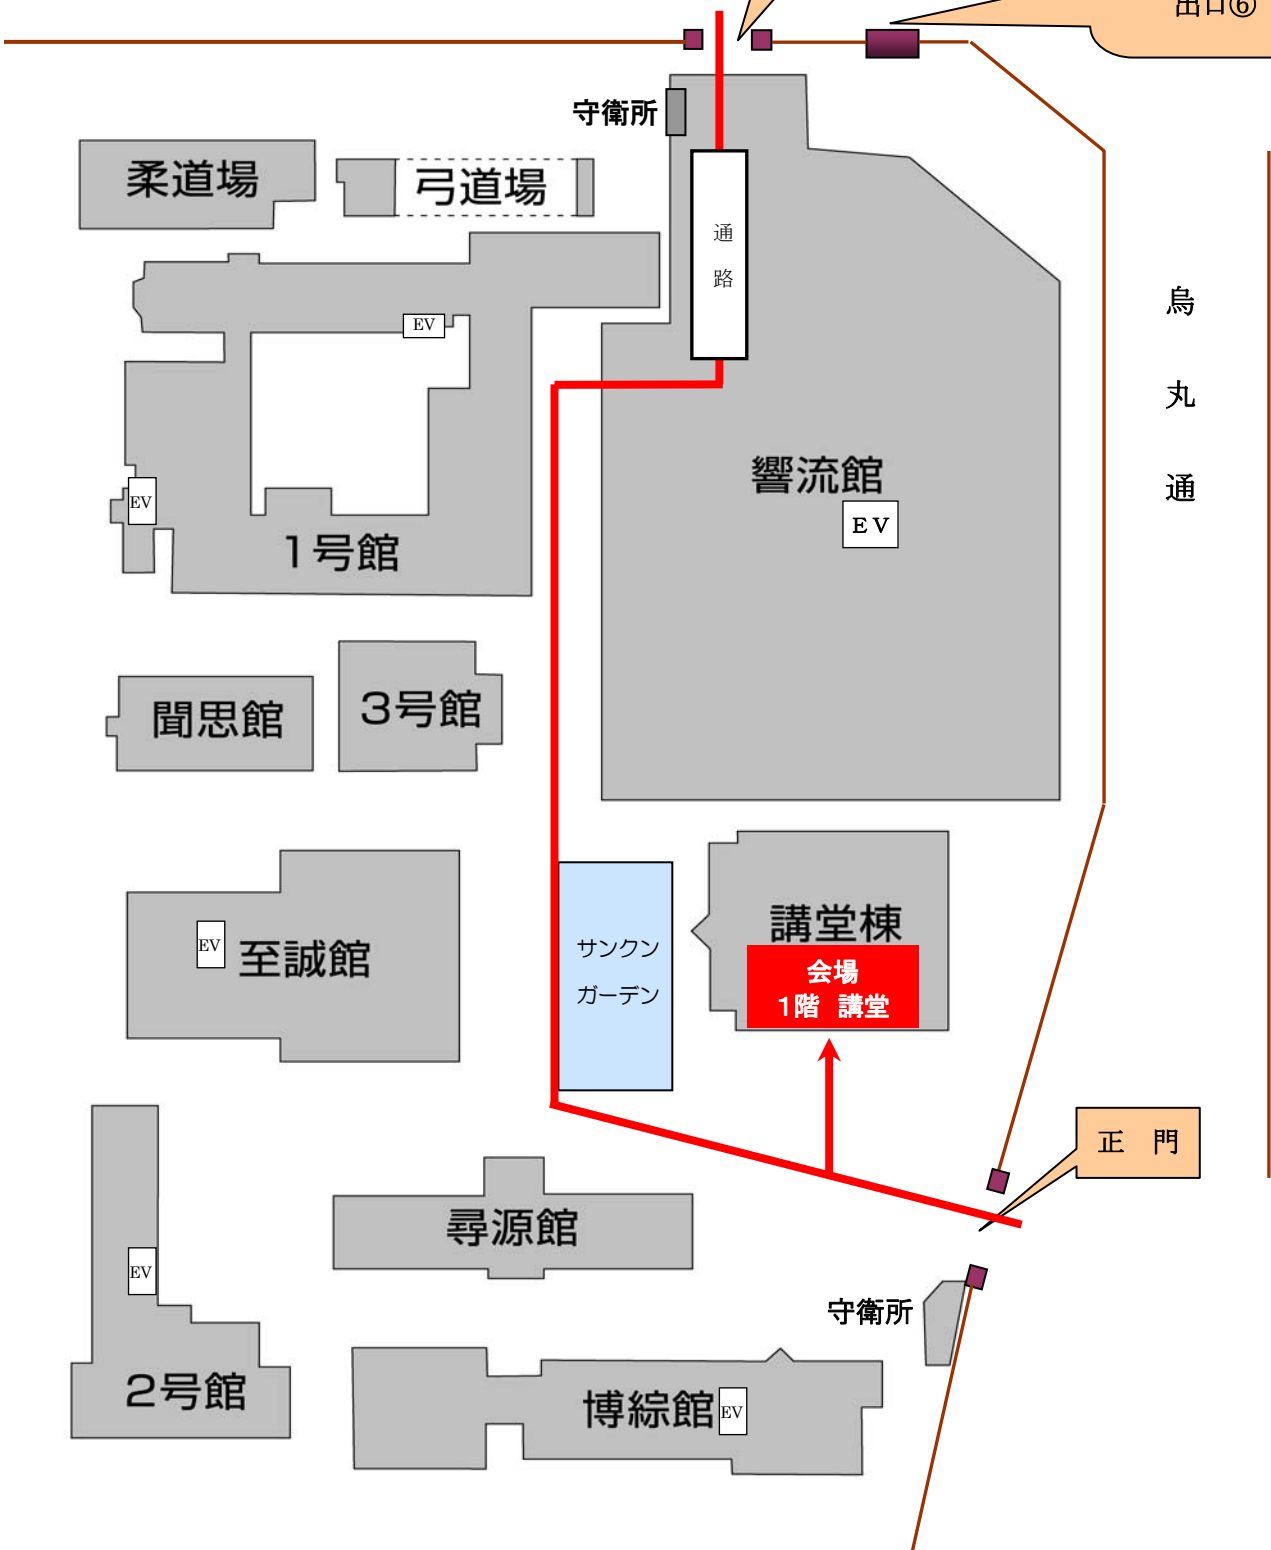 出口⑥
守衛所
柔道場
弓道場
通
路
烏
丸
通
EV
響流館
EV
EV
1号館
3号館
聞思館
講堂棟
サンクン
ガーデン
EV
至誠館
会場
1階 講堂
正 門
尋源館
EV
守衛所
2号館
博綜館
EV